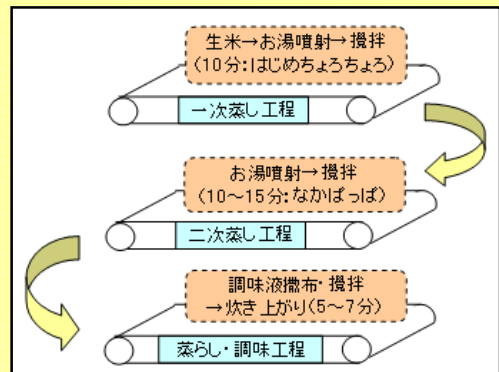 生米→お湯噴射→攪拌
(10分:はじめちょろちょろ)
一次蒸し工程
お湯噴射→攪拌
(10～15分:なかぱっぱ)
二次蒸し工程
調味液撒布・攪拌
→炊き上がり(5～7分)
蒸らし・調味工程